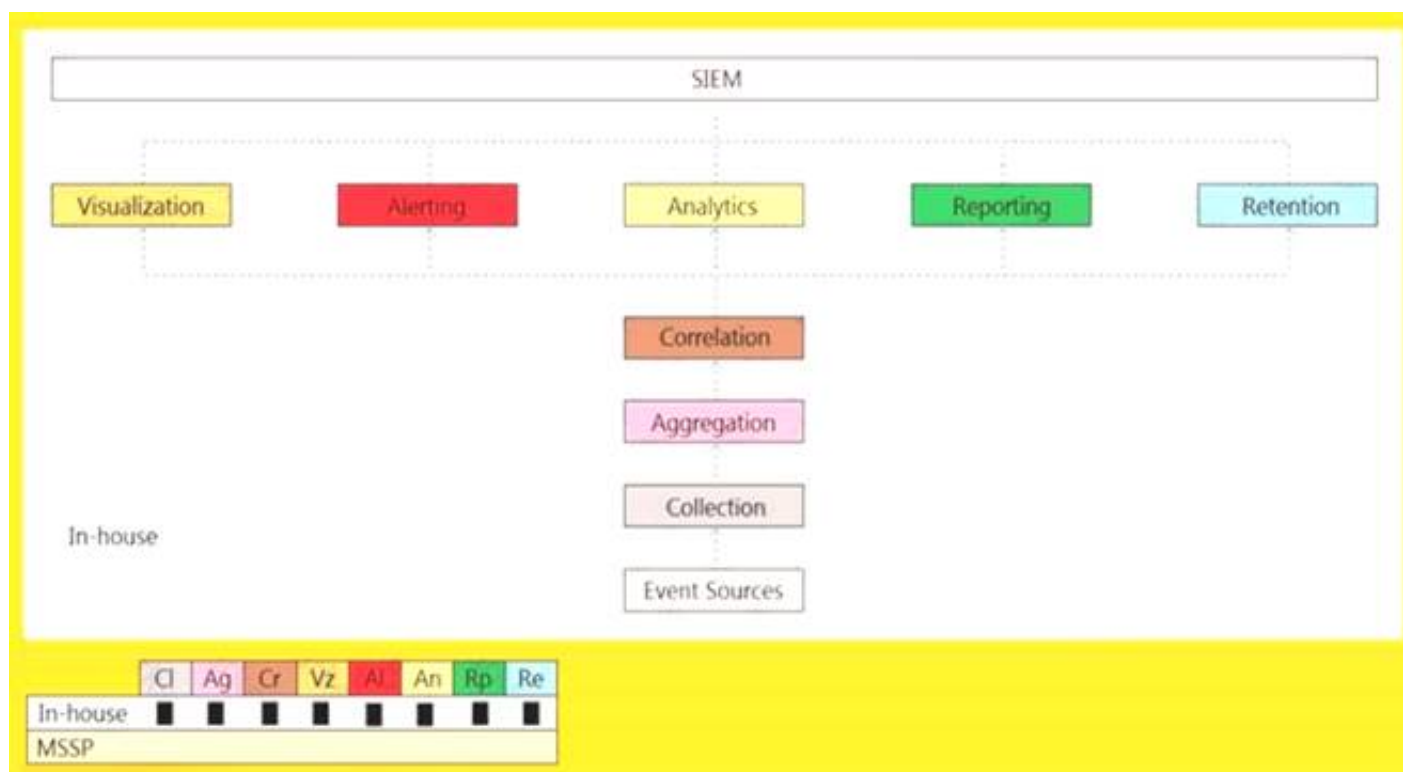 SIEM
Visualization Alerting Analytics Reporting Retention
Correlation
Aggregation
Collection
In-house
Event Sources
Cl Ag Cr Vz Al An Rp Re
In-house
MSSP